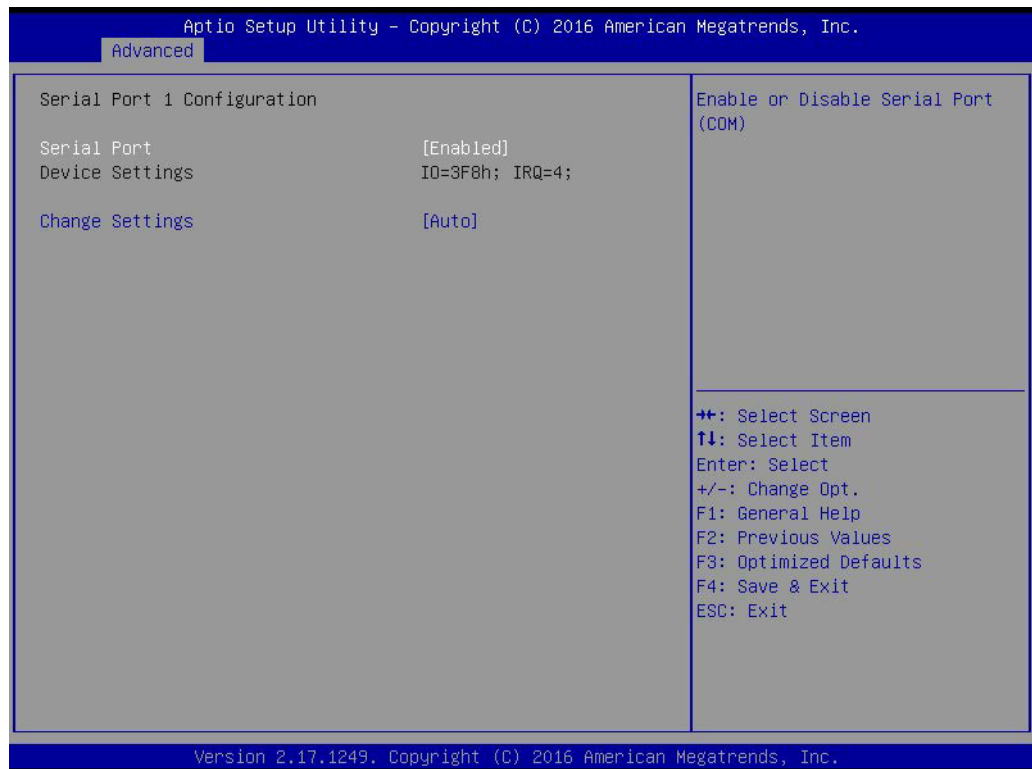 Aptio Setup Utility – Copyright (C) 2016 American Megatrends, Inc.
Advanced
Serial Port 1 Configuration
Serial Port [Enabled]
Device Settings IO=3F8h; IRQ=4;
Change Settings [Auto]
Enable or Disable Serial Port
(COM)
→←: Select Screen
↑↓: Select Item
Enter: Select
+/-: Change Opt.
F1: General Help
F2: Previous Values
F3: Optimized Defaults
F4: Save & Exit
ESC: Exit
Version 2.17.1249. Copyright (C) 2016 American Megatrends, Inc.